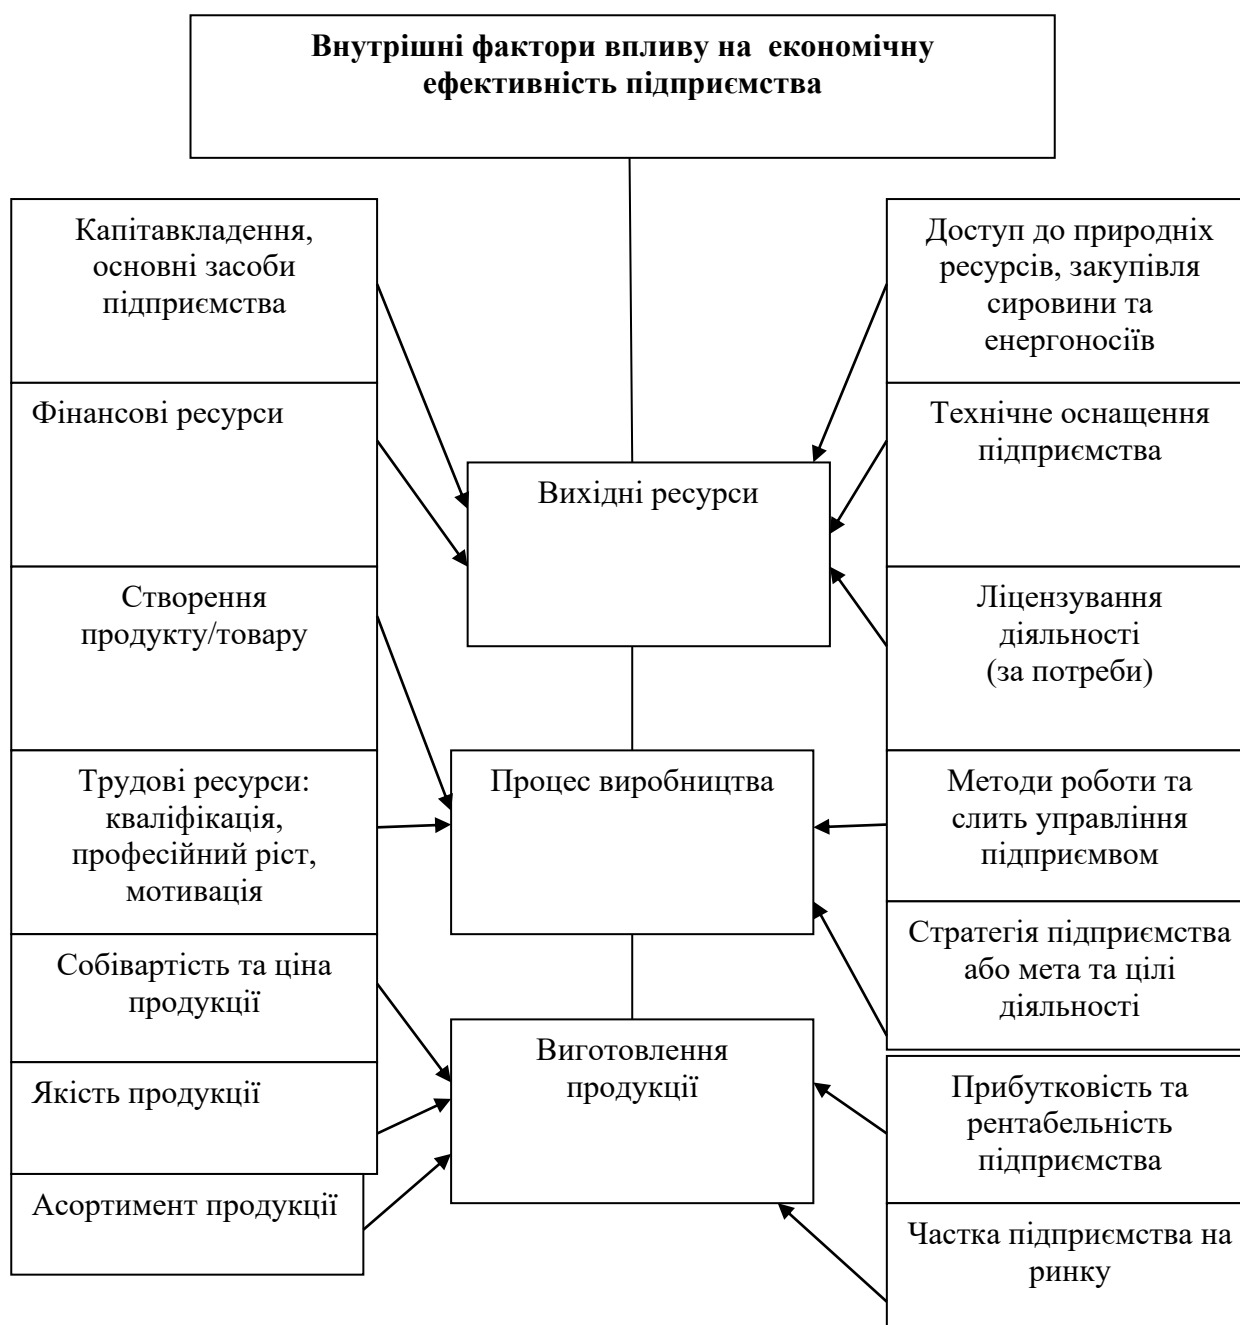 Внутрішні фактори впливу на економічну
ефективність підприємства
Капітавкладення,
основні засоби
підприємства
Доступ до природніх
ресурсів, закупівля
сировини та
енергоносіїв
Фінансові ресурси
Технічне оснащення
підприємства
Вихідні ресурси
Створення
продукту/товару
Ліцензування
діяльності
(за потреби)
Трудові ресурси:
кваліфікація,
професійний ріст,
мотивація
Процес виробництва
Методи роботи та
слить управління
підприємвом
Собівартість та ціна
продукції
Стратегія підприємства
або мета та цілі
діяльності
Виготовлення
продукції
Якість продукції
Прибутковість та
рентабельність
підприємства
Асортимент продукції
Частка підприємства на
ринку